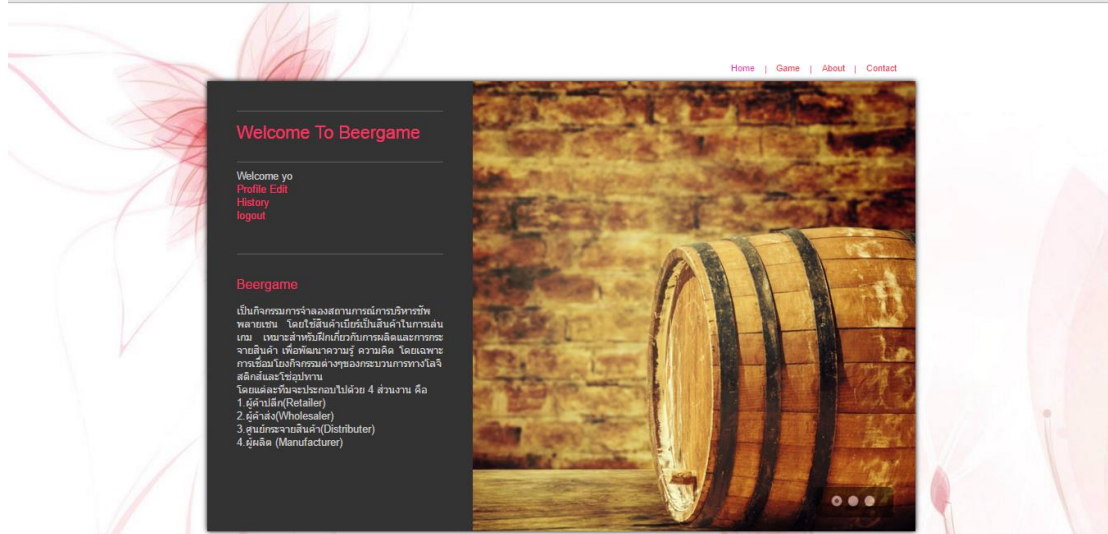 Home | Game | About | Contact
Welcome To Beergame
Welcome yo
Profile Edit
History
logout
Beergame
เป็นกิจกรรมการจำลองสถานการณ์การบริหารซัพ
พลายเชน โดยใช้สินค้าเบียร์เป็นสินค้าในการเล่น
เกม เหมาะสำหรับฝึกเกี่ยวกับการผลิตและการกระ
จายสินค้า เพื่อพัฒนาความรู้ ความคิด โดยเฉพาะ
การเชื่อมโยงกิจกรรมต่างๆของกระบวนการทางโลจิ
สติกส์และโซ่อุปทาน
โดยแต่ละทีมจะประกอบไปด้วย 4 ส่วนงาน คือ
1.ผู้ค้าปลีก(Retailer)
2.ผู้ค้าส่ง(Wholesaler)
3.ศูนย์กระจายสินค้า(Distributer)
4.ผู้ผลิต (Manufacturer)